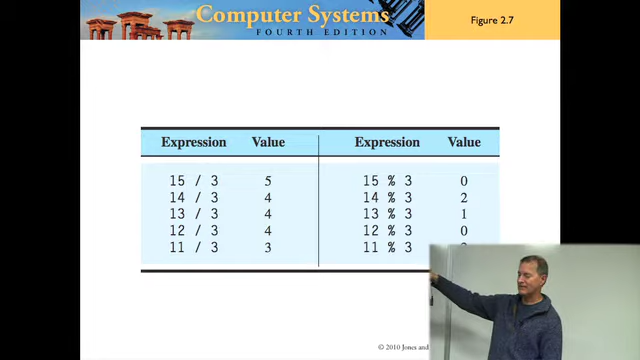 Computer Systems
FOURTH EDITION
Figure 2.7
Expression Value Expression Value
15 / 3 5 15 % 3 0
14 / 3 4 14 % 3 2
13 / 3 4 13 % 3 1
12 / 3 4 12 % 3 0
11 / 3 3 11 % 3
© 2010 Jones and